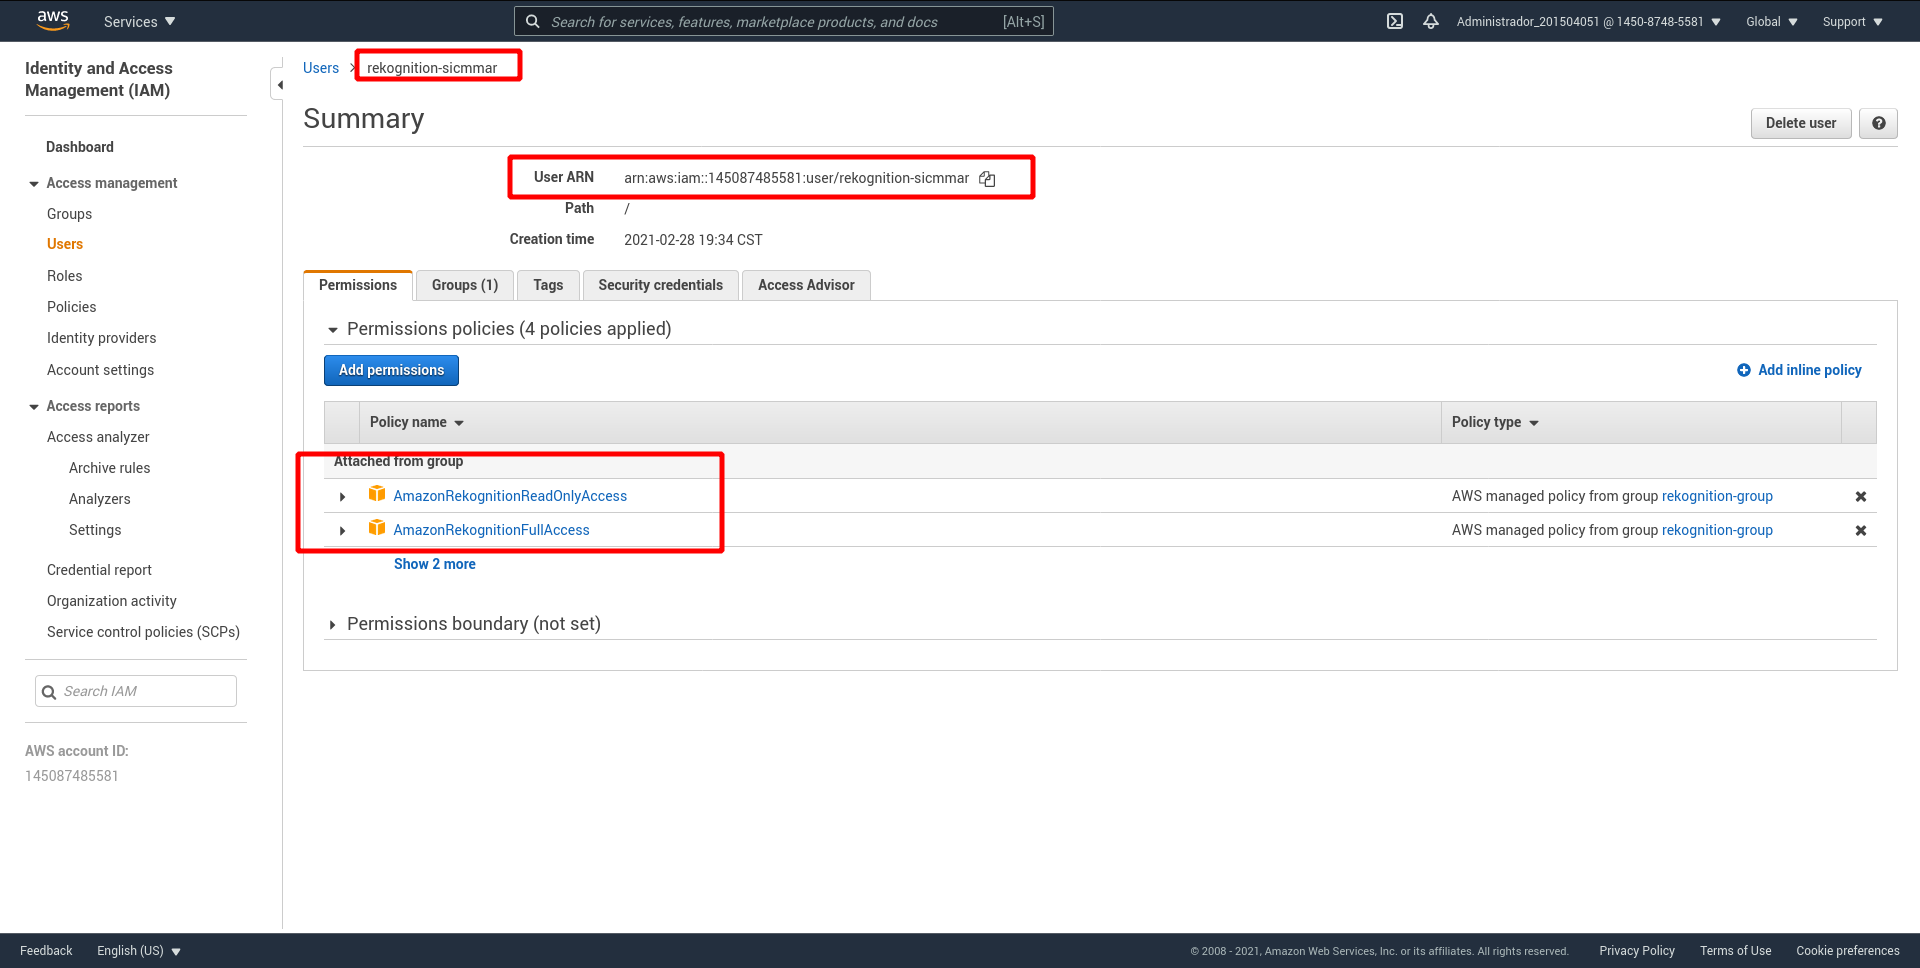 aws Services Search for services, features, marketplace products, and docs [Alt+S] Administrador_201504051 @ 1450-8748-5581 Global Support
Identity and Access
Management (IAM)
Dashboard
Access management
Groups
Users
Roles
Policies
Identity providers
Account settings
Access reports
Access analyzer
Archive rules
Analyzers
Settings
Credential report
Organization activity
Service control policies (SCPs)
Search IAM
AWS account ID:
145087485581
Users > rekognition-sicmmar
Summary
Delete user
User ARN arn:aws:iam::145087485581:user/rekognition-sicmmar
Path /
Creation time 2021-02-28 19:34 CST
Permissions Groups (1) Tags Security credentials Access Advisor
Permissions policies (4 policies applied)
Add permissions Add inline policy
Policy name Policy type
Attached from group
AmazonRekognitionReadOnlyAccess AWS managed policy from group rekognition-group
AmazonRekognitionFullAccess AWS managed policy from group rekognition-group
Show 2 more
Permissions boundary (not set)
Feedback English (US) © 2008 - 2021, Amazon Web Services, Inc. or its affiliates. All rights reserved. Privacy Policy Terms of Use Cookie preferences